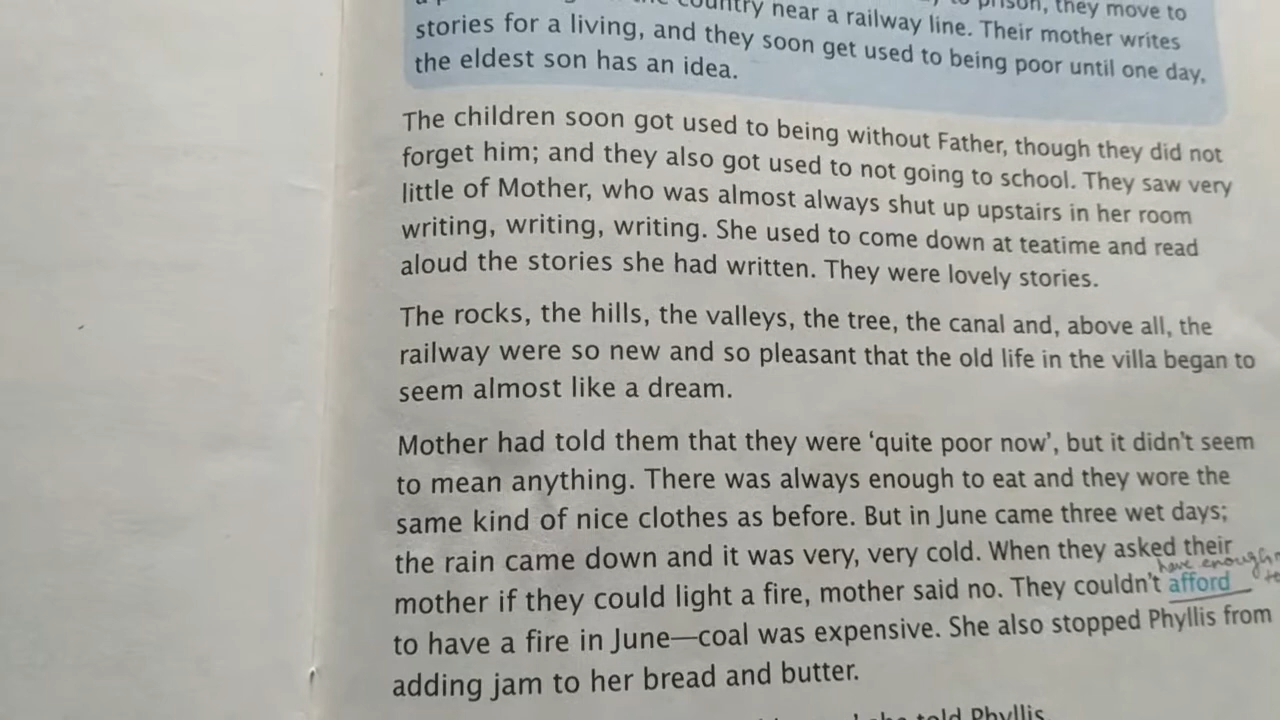 country near a railway line. Their mother writes
prison, they move to
stories for a living, and they soon get used to being poor until one day,
the eldest son has an idea.
The children soon got used to being without Father, though they did not
forget him; and they also got used to not going to school. They saw very
little of Mother, who was almost always shut up upstairs in her room
writing, writing, writing. She used to come down at teatime and read
aloud the stories she had written. They were lovely stories.
The rocks, the hills, the valleys, the tree, the canal and, above all, the
railway were so new and so pleasant that the old life in the villa began to
seem almost like a dream.
Mother had told them that they were ‘quite poor now’, but it didn't seem
to mean anything. There was always enough to eat and they wore the
same kind of nice clothes as before. But in June came three wet days;
the rain came down and it was very, very cold. When they asked their
have enough
mother if they could light a fire, mother said no. They couldn't afford
to have a fire in June—coal was expensive. She also stopped Phyllis from
adding jam to her bread and butter.
she told Phyllis